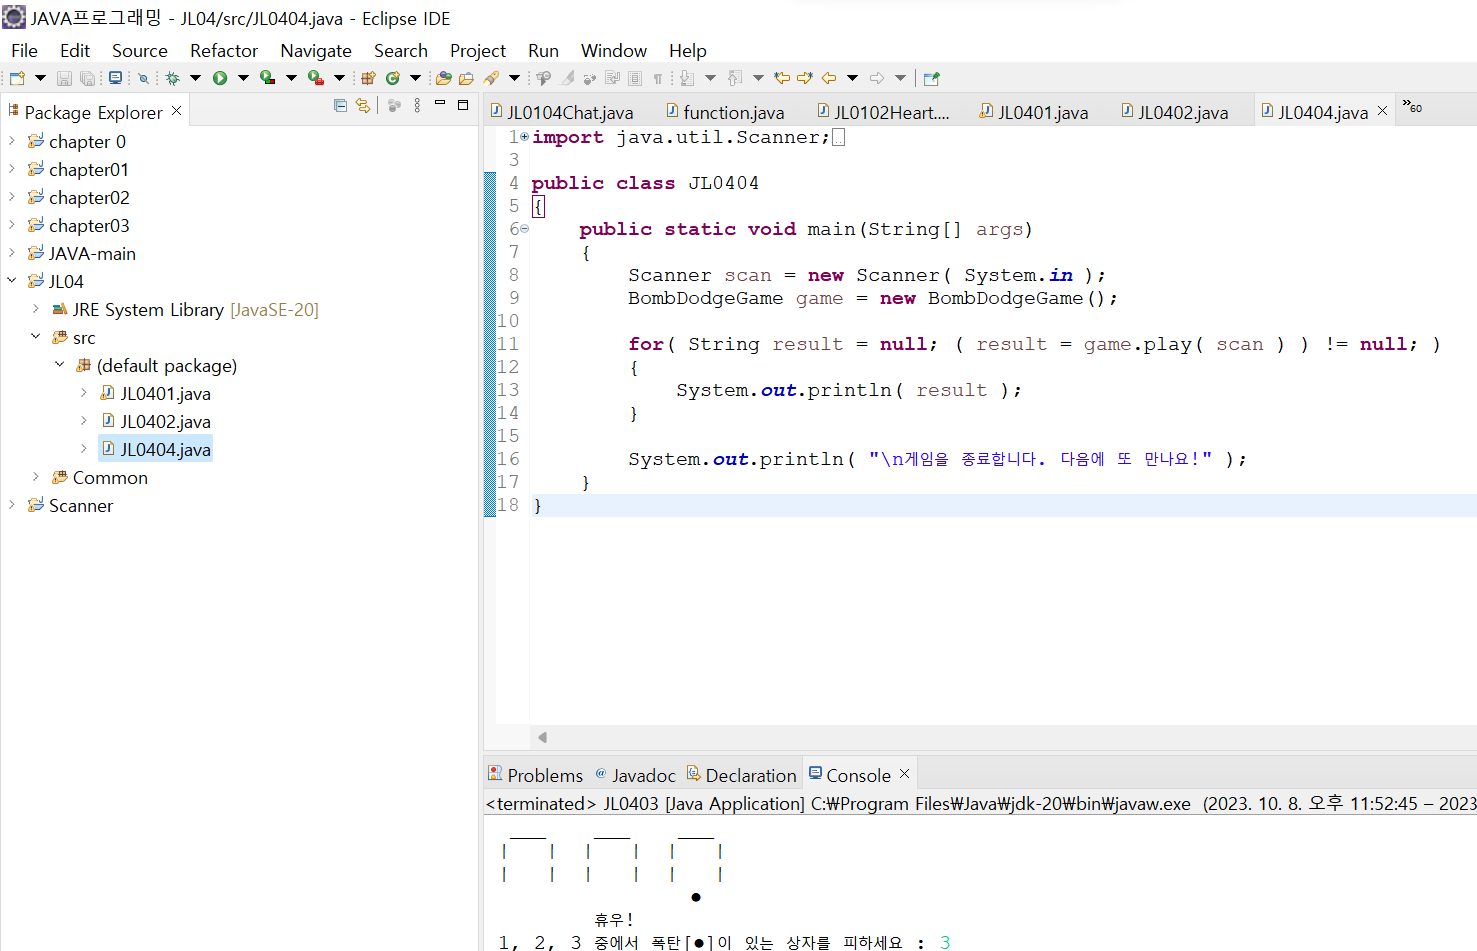 JAVA프로그래밍 - JL04/src/JL0404.java - Eclipse IDE
File Edit Source Refactor Navigate Search Project Run Window Help
Package Explorer
chapter 0
chapter01
chapter02
chapter03
JAVA-main
JL04
JRE System Library [JavaSE-20]
src
(default package)
JL0401.java
JL0402.java
JL0404.java
Common
Scanner
JL0104Chat.java function.java JL0102Heart.... JL0401.java JL0402.java JL0404.java »60
1 import java.util.Scanner;
3
4 public class JL0404
5 {
6 public static void main(String[] args)
7 {
8 Scanner scan = new Scanner( System.in );
9 BombDodgeGame game = new BombDodgeGame();
10
11 for( String result = null; ( result = game.play( scan ) ) != null; )
12 {
13 System.out.println( result );
14 }
15
16 System.out.println( "\n게임을 종료합니다. 다음에 또 만나요!" );
17 }
18 }
Problems @ Javadoc Declaration Console
<terminated> JL0403 [Java Application] C:₩Program Files₩Java₩jdk-20₩bin₩javaw.exe (2023. 10. 8. 오후 11:52:45 – 2023
____ ____ ____
| | | | | |
| | | | | |
●
휴우!
1, 2, 3 중에서 폭탄[●]이 있는 상자를 피하세요 : 3